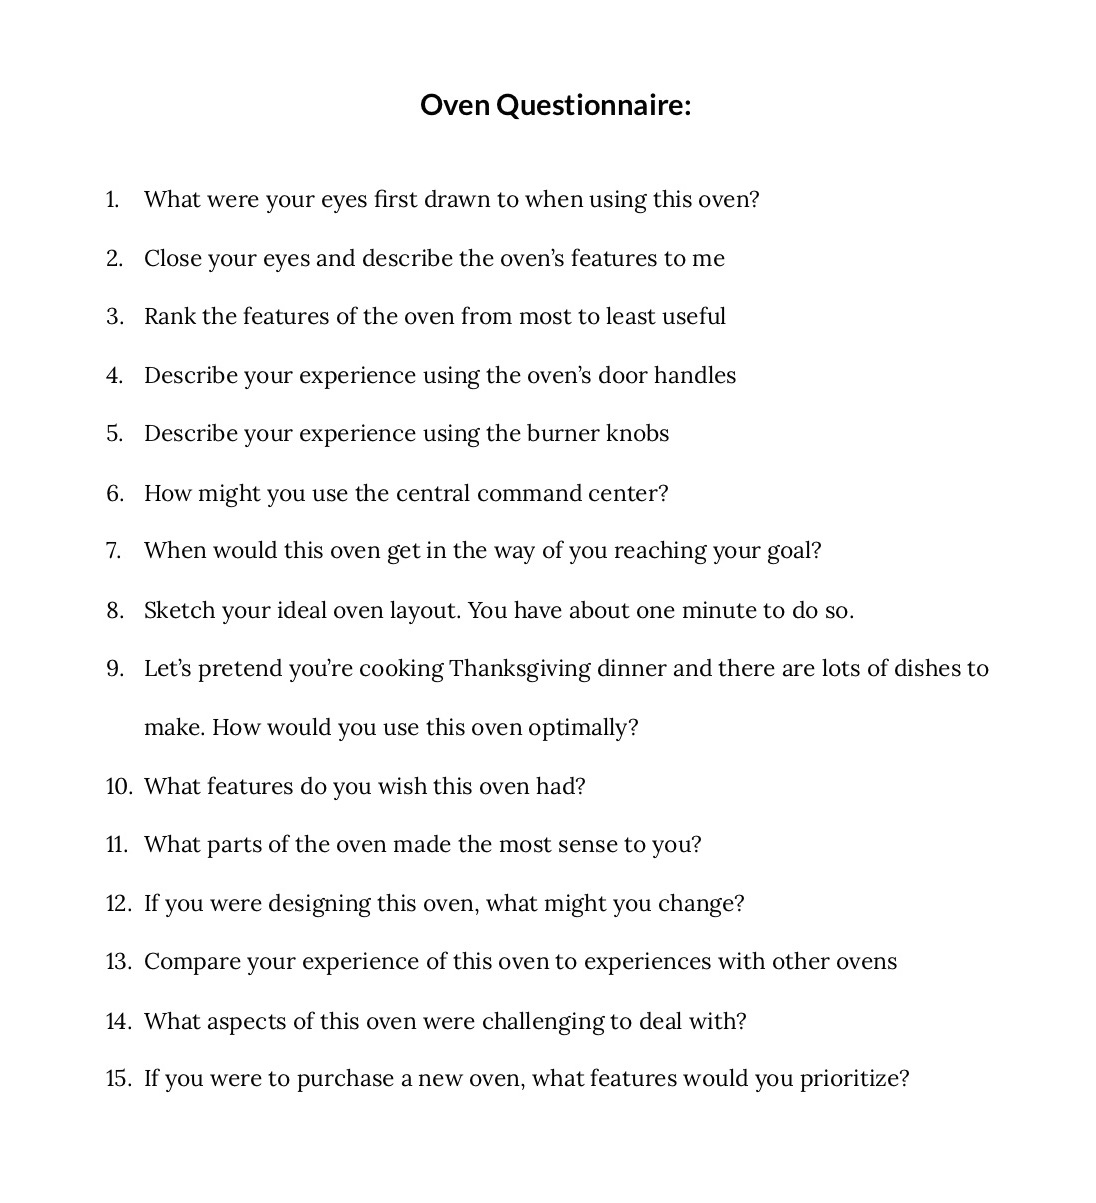 Oven Questionnaire:
1. What were your eyes first drawn to when using this oven?
2. Close your eyes and describe the oven’s features to me
3. Rank the features of the oven from most to least useful
4. Describe your experience using the oven’s door handles
5. Describe your experience using the burner knobs
6. How might you use the central command center?
7. When would this oven get in the way of you reaching your goal?
8. Sketch your ideal oven layout. You have about one minute to do so.
9. Let’s pretend you’re cooking Thanksgiving dinner and there are lots of dishes to
make. How would you use this oven optimally?
10. What features do you wish this oven had?
11. What parts of the oven made the most sense to you?
12. If you were designing this oven, what might you change?
13. Compare your experience of this oven to experiences with other ovens
14. What aspects of this oven were challenging to deal with?
15. If you were to purchase a new oven, what features would you prioritize?